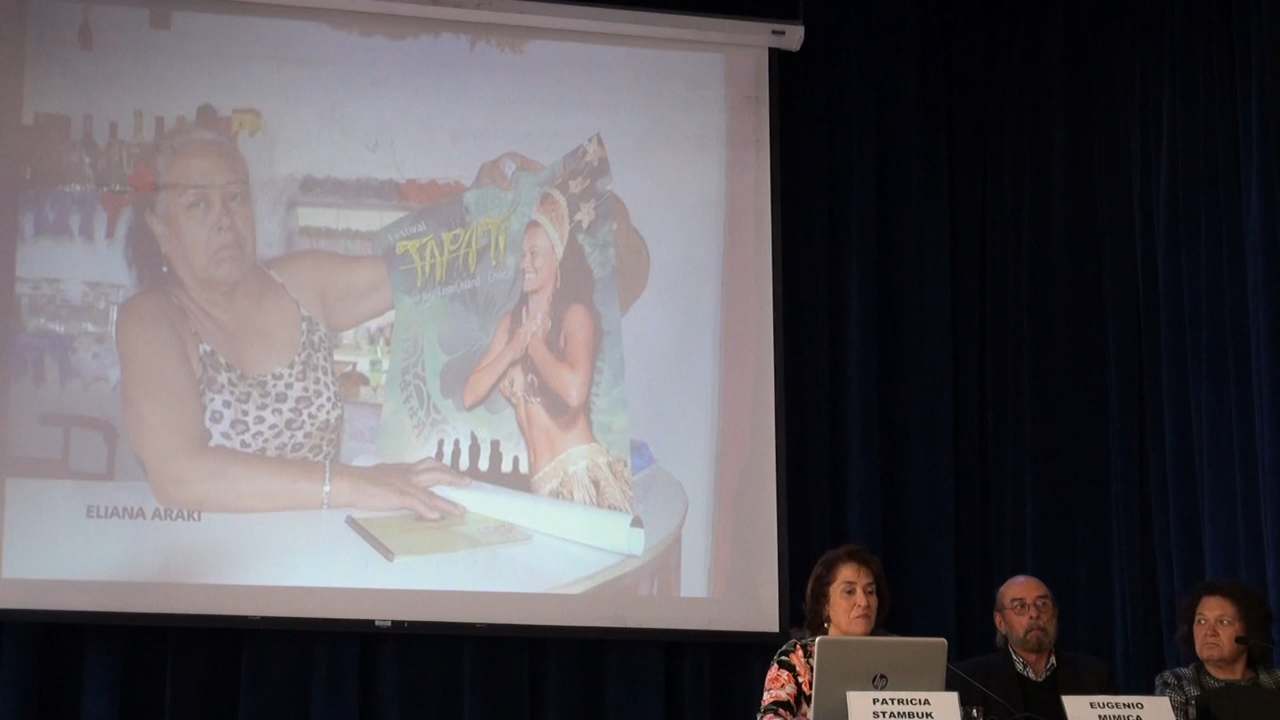 Festival
TAPATI
ELIANA ARAKI
hp
PATRICIA
STAMBUK
EUGENIO
MIMICA